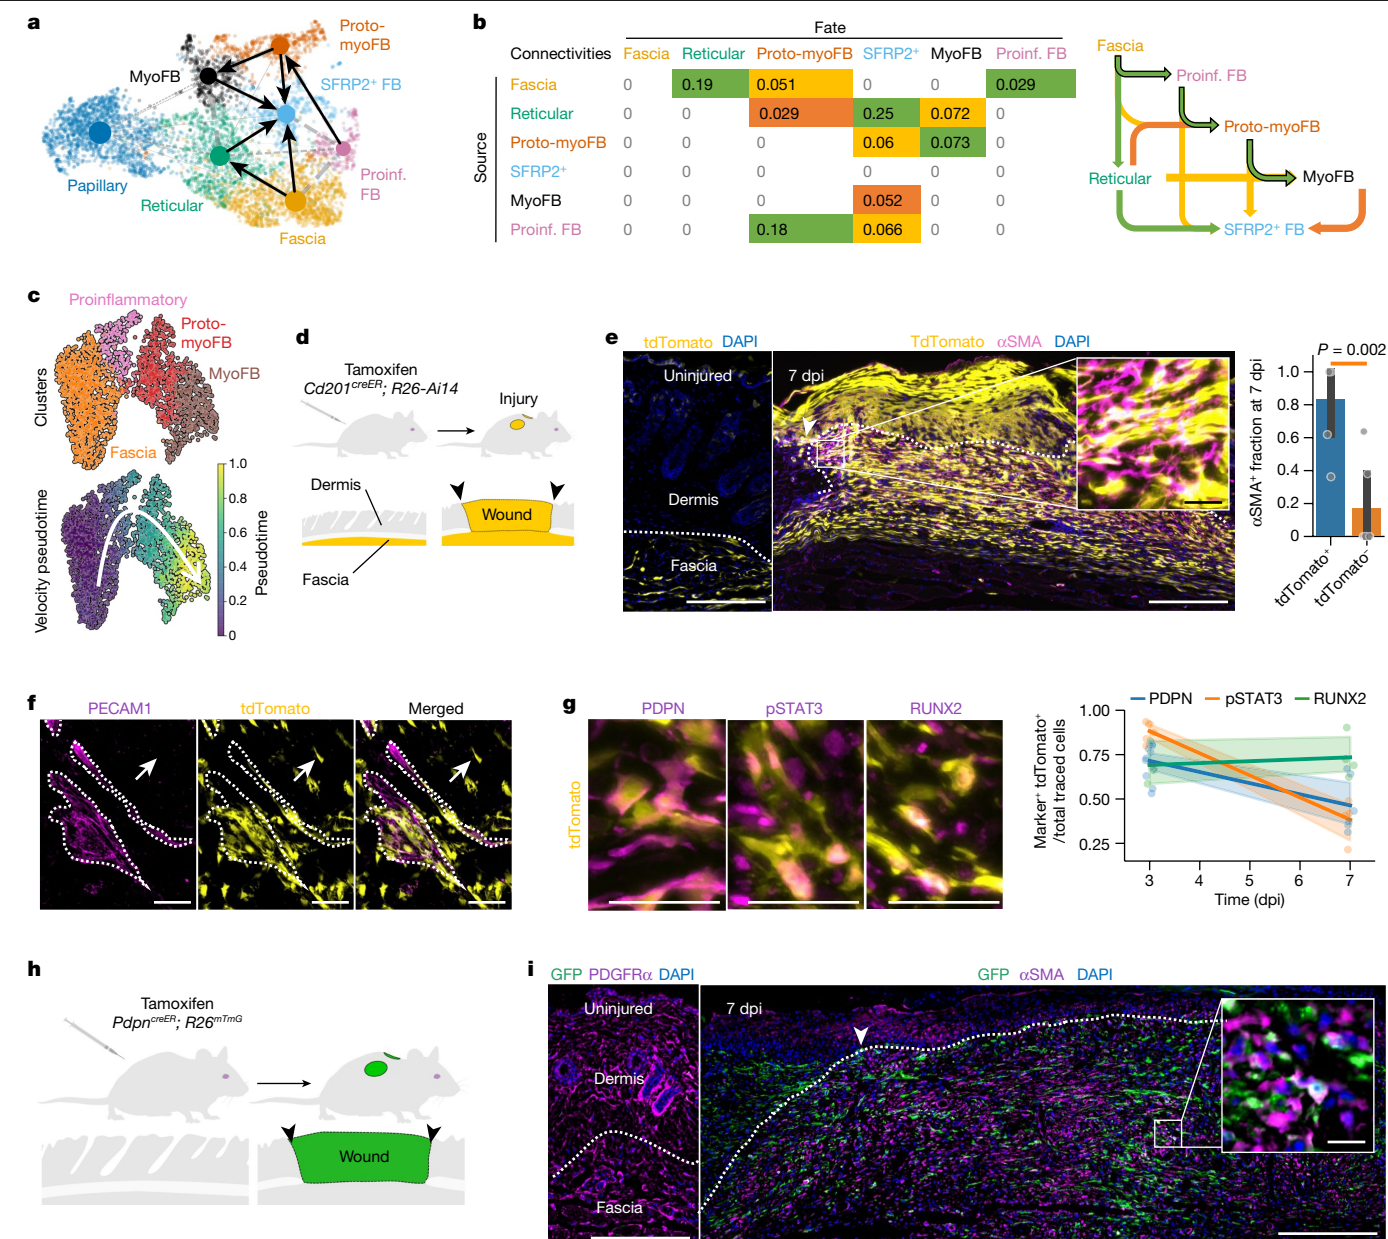 a
Proto-
myoFB
MyoFB
SFRP2⁺ FB
Papillary
Reticular
Proinf.
FB
Fascia
b
Fate
Connectivities Fascia Reticular Proto-myoFB SFRP2⁺ MyoFB Proinf. FB
Source
Fascia 0 0.19 0.051 0 0 0.029
Reticular 0 0 0.029 0.25 0.072 0
Proto-myoFB 0 0 0 0.06 0.073 0
SFRP2⁺ 0 0 0 0 0 0
MyoFB 0 0 0 0.052 0 0
Proinf. FB 0 0 0.18 0.066 0 0
Fascia
Proinf. FB
Proto-myoFB
Reticular
MyoFB
SFRP2⁺ FB
c
Proinflammatory
Proto-
myoFB
MyoFB
Fascia
Clusters
Velocity pseudotime
1.0
0.8
0.6
0.4
0.2
0
Pseudotime
d
Tamoxifen
Cd201creER; R26-Ai14
Injury
Dermis
Fascia
Wound
e
tdTomato DAPI
Uninjured
Dermis
Fascia
TdTomato αSMA DAPI
7 dpi
P = 0.002
αSMA⁺ fraction at 7 dpi
1.0
0.8
0.6
0.4
0.2
0
tdTomato⁺
tdTomato⁻
f
PECAM1
tdTomato
Merged
g
PDPN
pSTAT3
RUNX2
tdTomato
PDPN pSTAT3 RUNX2
Marker⁺ tdTomato⁺
/total traced cells
1.00
0.75
0.50
0.25
3 4 5 6 7
Time (dpi)
h
Tamoxifen
PdpncreER; R26mTmG
Wound
i
GFP PDGFRα DAPI
Uninjured
Dermis
Fascia
GFP αSMA DAPI
7 dpi